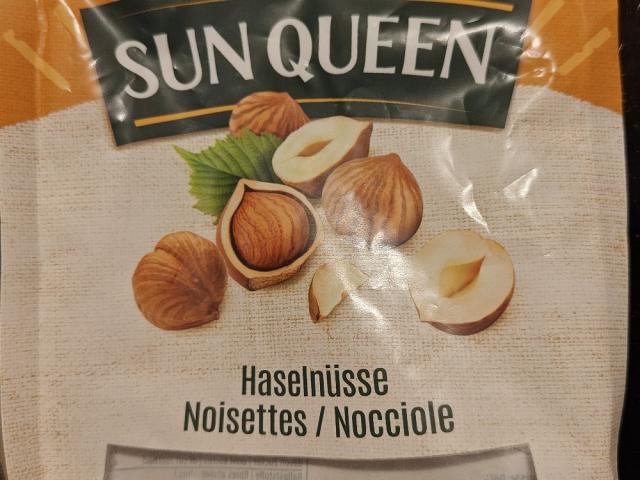 SUN QUEEN
Haselnüsse
Noisettes / Nocciole